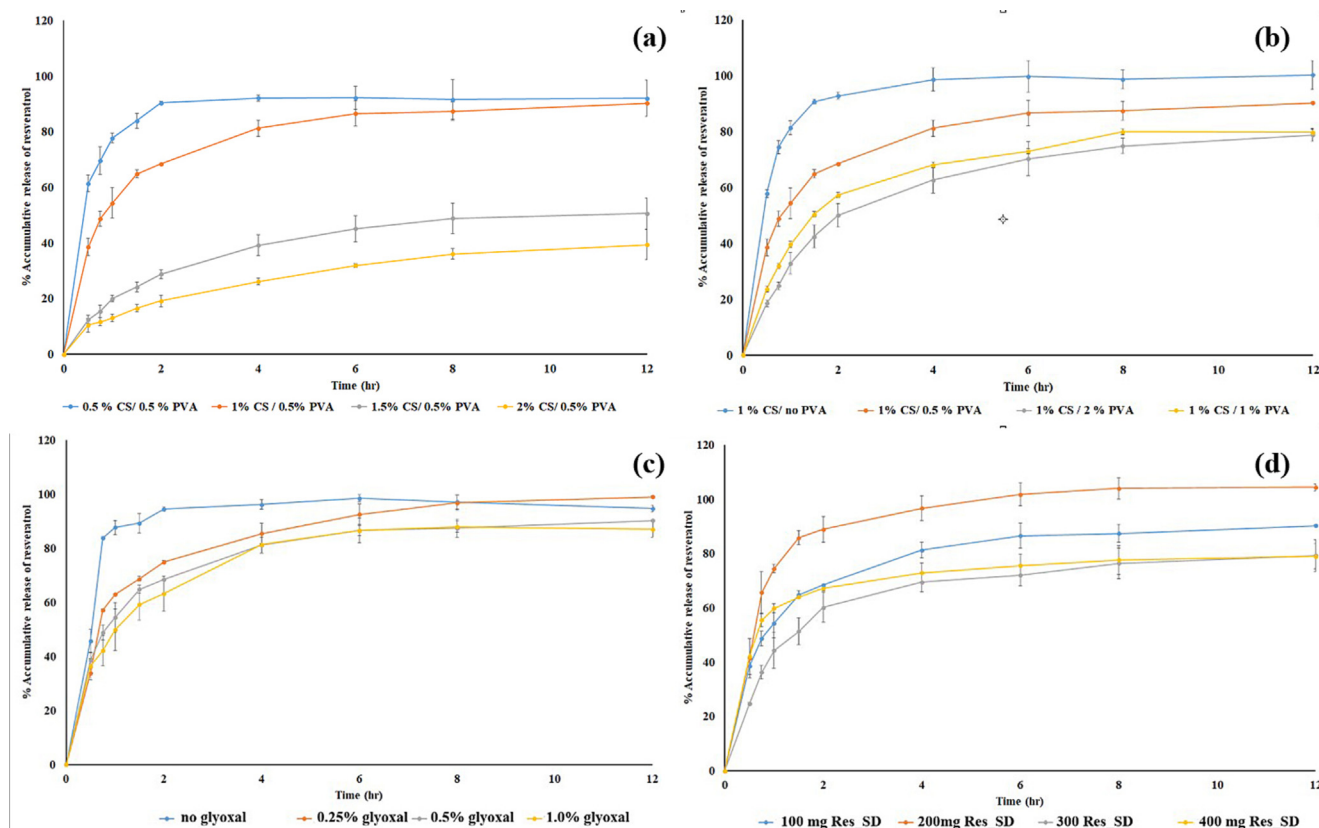 (a)
120
100
80
60
40
20
0
% Accumulative release of resveratrol
0 2 4 6 8 10 12
Time (hr)
0.5 % CS/ 0.5 % PVA 1% CS / 0.5% PVA 1.5% CS/ 0.5% PVA 2% CS/ 0.5% PVA
(b)
120
100
80
60
40
20
0
% Accumulative release of resveratrol
0 2 4 6 8 10 12
Time (hr)
1 % CS/ no PVA 1% CS/ 0.5% PVA 1% CS / 2 % PVA 1 % CS / 1 % PVA
(c)
120
100
80
60
40
20
0
% Accumulative release of resveratrol
0 2 4 6 8 10 12
Time (hr)
no glyoxal 0.25% glyoxal 0.5% glyoxal 1.0% glyoxal
(d)
120
100
80
60
40
20
0
% Accumulative release of resveratrol
0 2 4 6 8 10 12
Time (hr)
100 mg Res_SD 200mg Res_SD 300 Res_SD 400 mg Res_SD